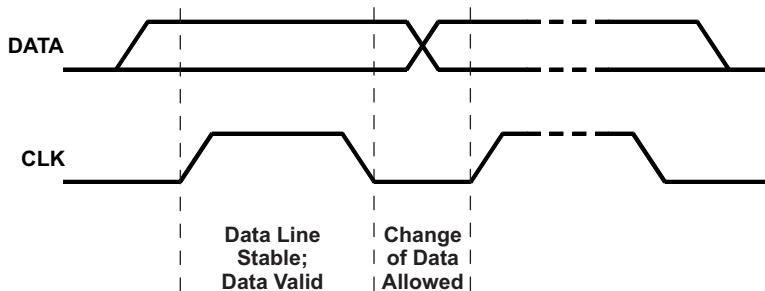 DATA
CLK
Data Line
Stable;
Data Valid
Change
of Data
Allowed